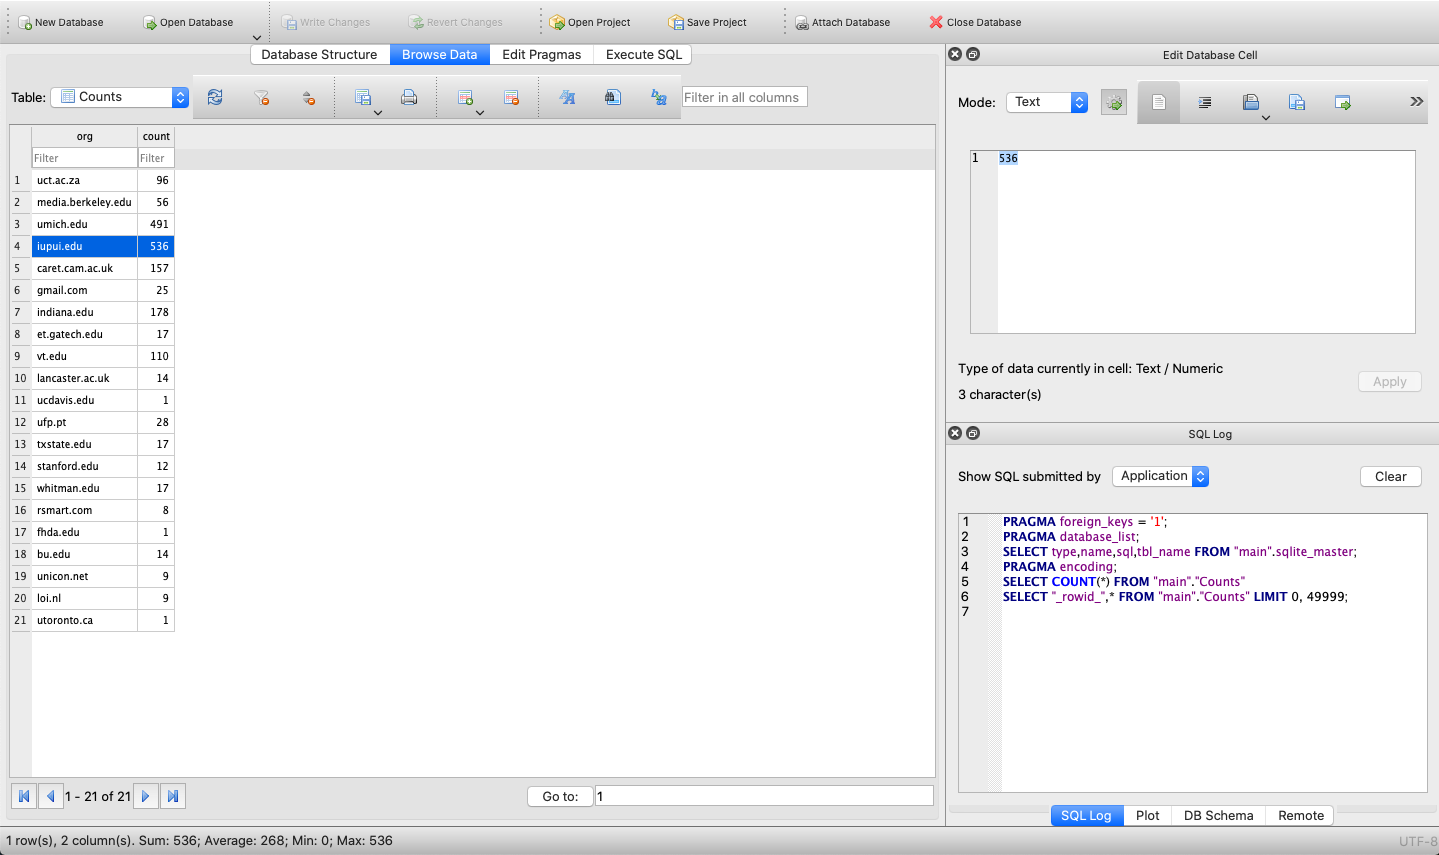 New Database Open Database Write Changes Revert Changes Open Project Save Project Attach Database Close Database
Database Structure Browse Data Edit Pragmas Execute SQL
Table: Counts Filter in all columns
org count
Filter Filter
1 uct.ac.za 96
2 media.berkeley.edu 56
3 umich.edu 491
4 iupui.edu 536
5 caret.cam.ac.uk 157
6 gmail.com 25
7 indiana.edu 178
8 et.gatech.edu 17
9 vt.edu 110
10 lancaster.ac.uk 14
11 ucdavis.edu 1
12 ufp.pt 28
13 txstate.edu 17
14 stanford.edu 12
15 whitman.edu 17
16 rsmart.com 8
17 fhda.edu 1
18 bu.edu 14
19 unicon.net 9
20 loi.nl 9
21 utoronto.ca 1
1 - 21 of 21 Go to: 1
1 row(s), 2 column(s). Sum: 536; Average: 268; Min: 0; Max: 536
Edit Database Cell
Mode: Text
1 536
Type of data currently in cell: Text / Numeric
3 character(s)
Apply
SQL Log
Show SQL submitted by Application Clear
1 PRAGMA foreign_keys = '1';
2 PRAGMA database_list;
3 SELECT type,name,sql,tbl_name FROM "main".sqlite_master;
4 PRAGMA encoding;
5 SELECT COUNT(*) FROM "main"."Counts"
6 SELECT "_rowid_",* FROM "main"."Counts" LIMIT 0, 49999;
7
SQL Log Plot DB Schema Remote
UTF-8